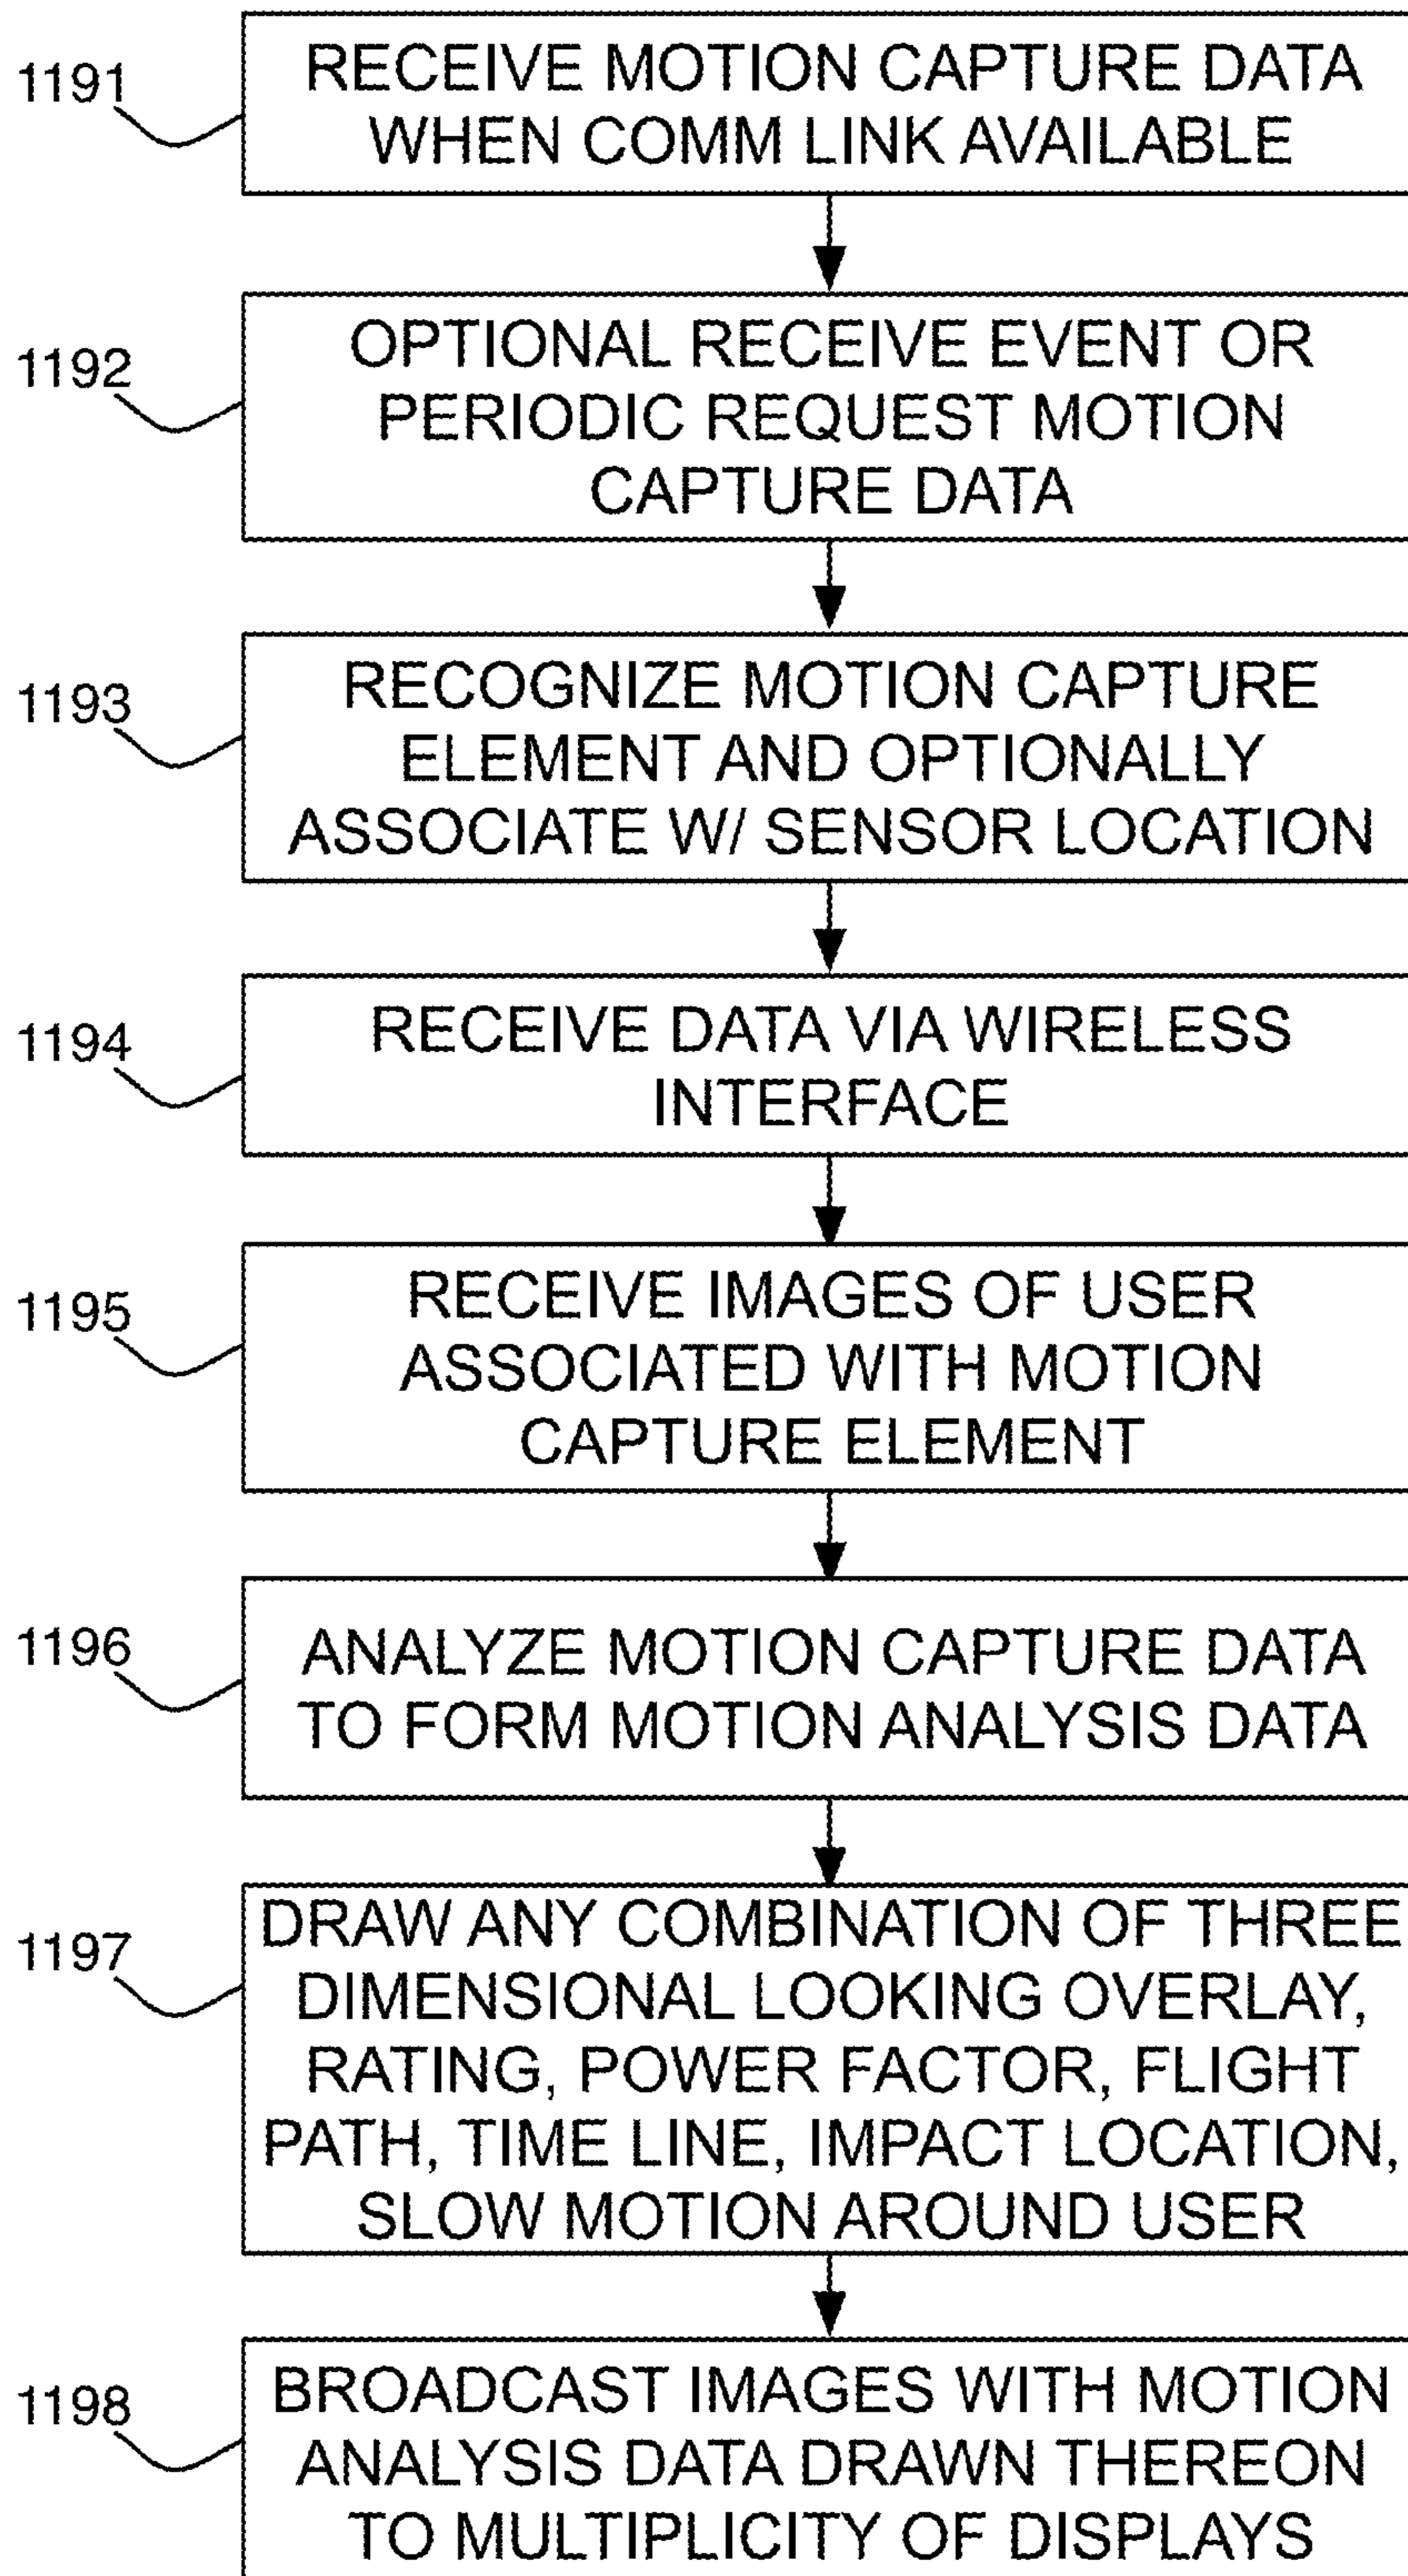 1191
RECEIVE MOTION CAPTURE DATA
WHEN COMM LINK AVAILABLE
1192
OPTIONAL RECEIVE EVENT OR
PERIODIC REQUEST MOTION
CAPTURE DATA
1193
RECOGNIZE MOTION CAPTURE
ELEMENT AND OPTIONALLY
ASSOCIATE W/ SENSOR LOCATION
1194
RECEIVE DATA VIA WIRELESS
INTERFACE
1195
RECEIVE IMAGES OF USER
ASSOCIATED WITH MOTION
CAPTURE ELEMENT
1196
ANALYZE MOTION CAPTURE DATA
TO FORM MOTION ANALYSIS DATA
1197
DRAW ANY COMBINATION OF THREE
DIMENSIONAL LOOKING OVERLAY,
RATING, POWER FACTOR, FLIGHT
PATH, TIME LINE, IMPACT LOCATION,
SLOW MOTION AROUND USER
1198
BROADCAST IMAGES WITH MOTION
ANALYSIS DATA DRAWN THEREON
TO MULTIPLICITY OF DISPLAYS